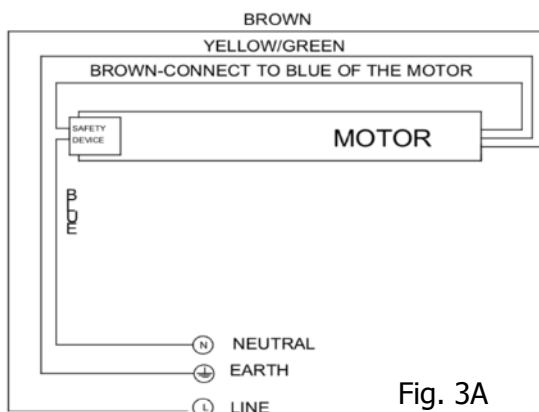 BROWN
YELLOW/GREEN
BROWN-CONNECT TO BLUE OF THE MOTOR
SAFETY
DEVICE
MOTOR
BLUE
N NEUTRAL
EARTH
L LINE
Fig. 3A